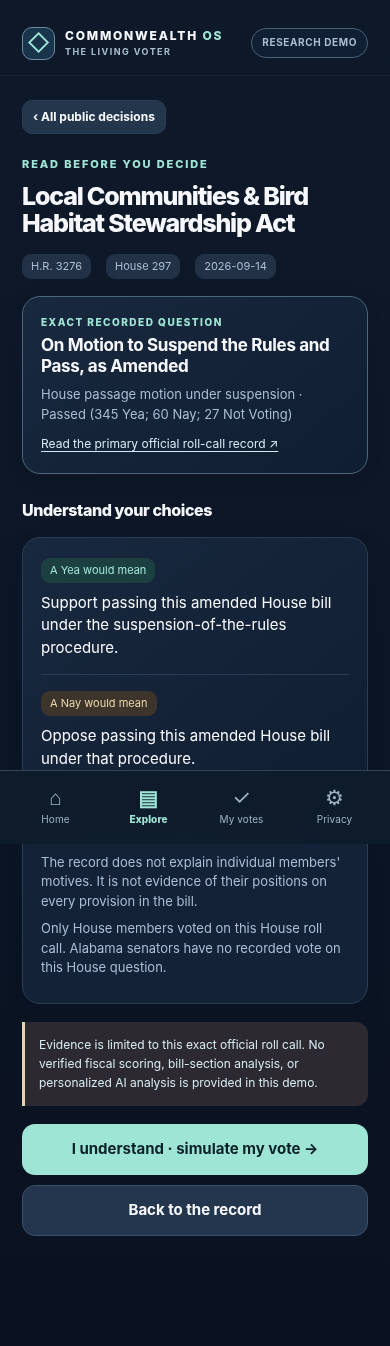 COMMONWEALTH OS
THE LIVING VOTER
RESEARCH DEMO
‹ All public decisions
READ BEFORE YOU DECIDE
Local Communities & Bird
Habitat Stewardship Act
H.R. 3276
House 297
2026-09-14
EXACT RECORDED QUESTION
On Motion to Suspend the Rules and
Pass, as Amended
House passage motion under suspension ·
Passed (345 Yea; 60 Nay; 27 Not Voting)
Read the primary official roll-call record ↗
Understand your choices
A Yea would mean
Support passing this amended House bill
under the suspension-of-the-rules
procedure.
A Nay would mean
Oppose passing this amended House bill
under that procedure.
Home
Explore
My votes
Privacy
The record does not explain individual members'
motives. It is not evidence of their positions on
every provision in the bill.
Only House members voted on this House roll
call. Alabama senators have no recorded vote on
this House question.
Evidence is limited to this exact official roll call. No
verified fiscal scoring, bill-section analysis, or
personalized AI analysis is provided in this demo.
I understand · simulate my vote →
Back to the record